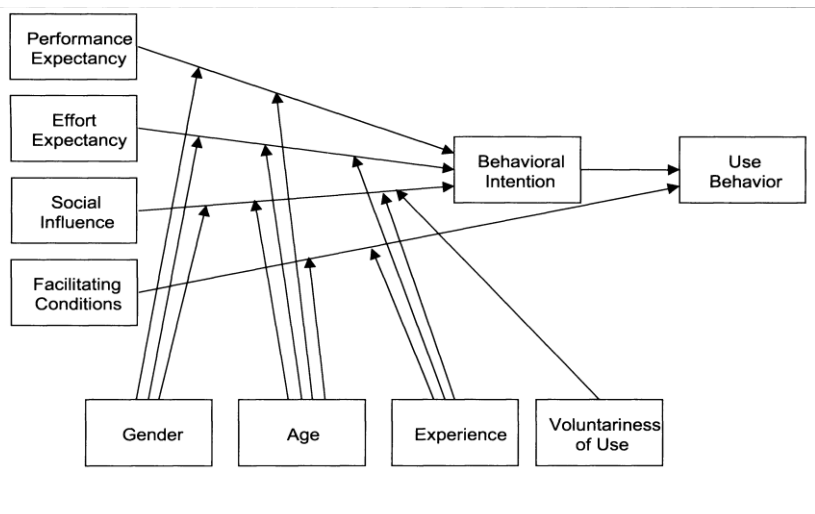 Performance
Expectancy
Effort
Expectancy
Social
Influence
Facilitating
Conditions
Behavioral
Intention
Use
Behavior
Gender
Age
Experience
Voluntariness
of Use